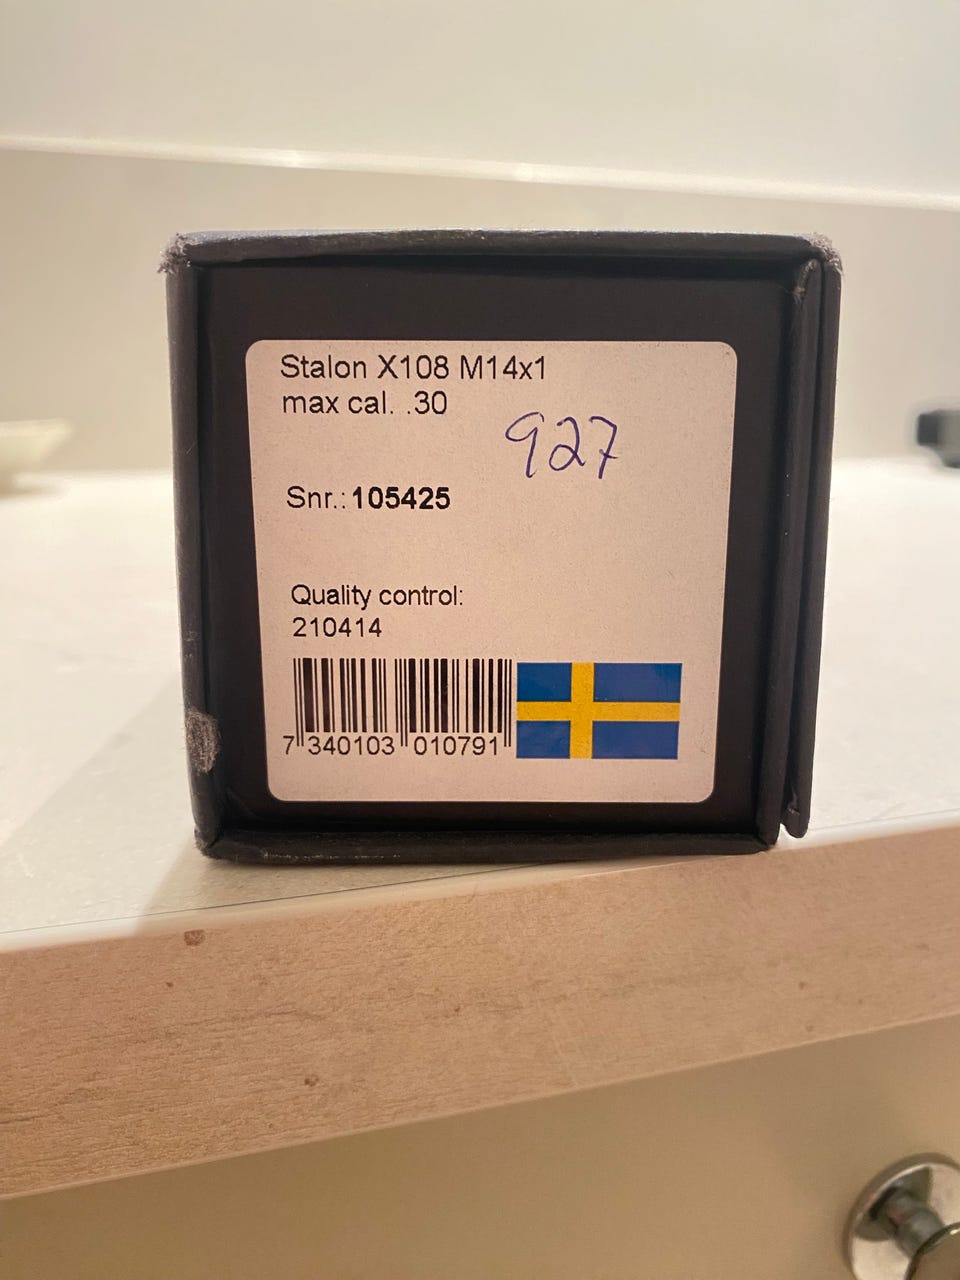 Stalon X108 M14x1
max cal. .30
927
Snr.: 105425
Quality control:
210414
7 340103 010791